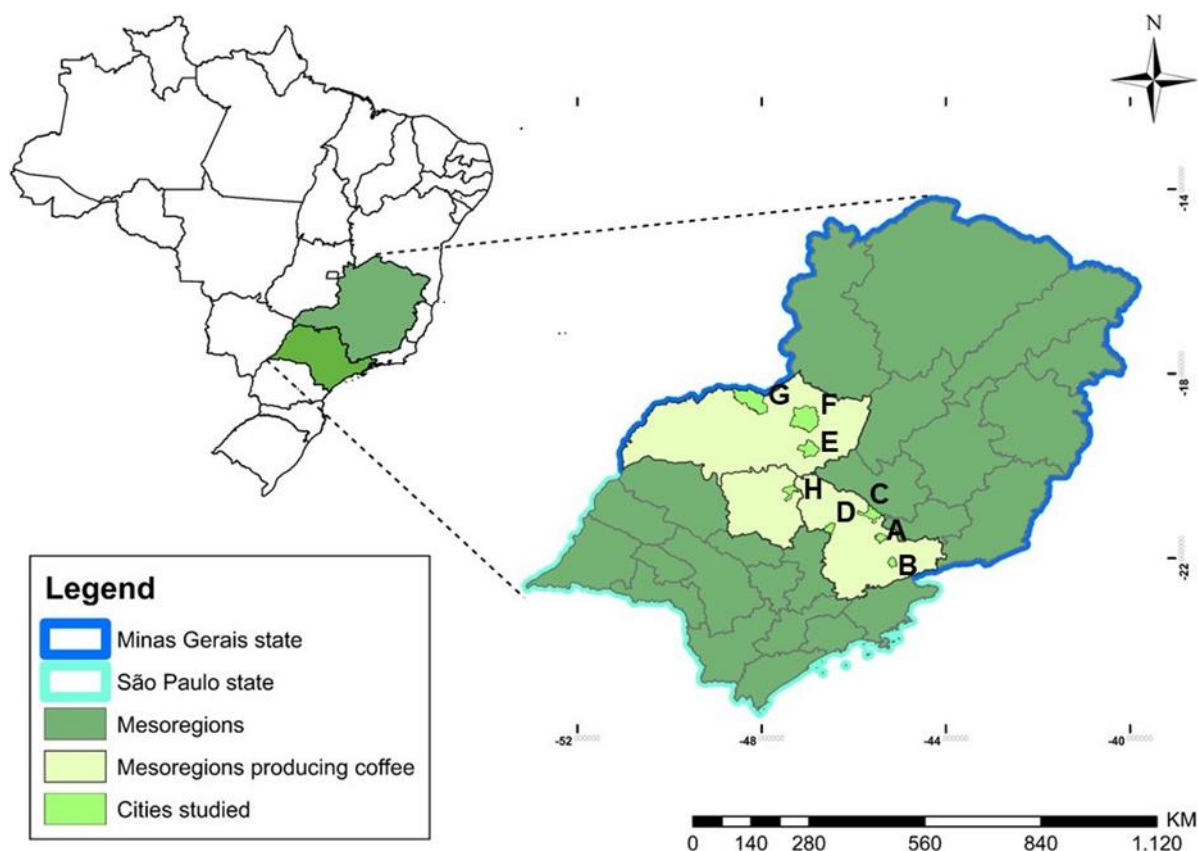 N
-14
G
F
-18
E
H
C
D
A
B
-22
-52
-48
-44
-40
Legend
Minas Gerais state
São Paulo state
Mesoregions
Mesoregions producing coffee
Cities studied
KM
0 140 280 560 840 1.120